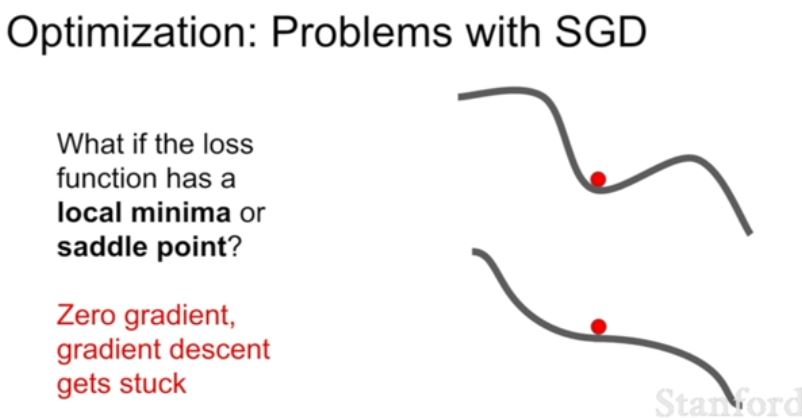 Optimization: Problems with SGD
What if the loss
function has a
local minima or
saddle point?
Zero gradient,
gradient descent
gets stuck
Stanford